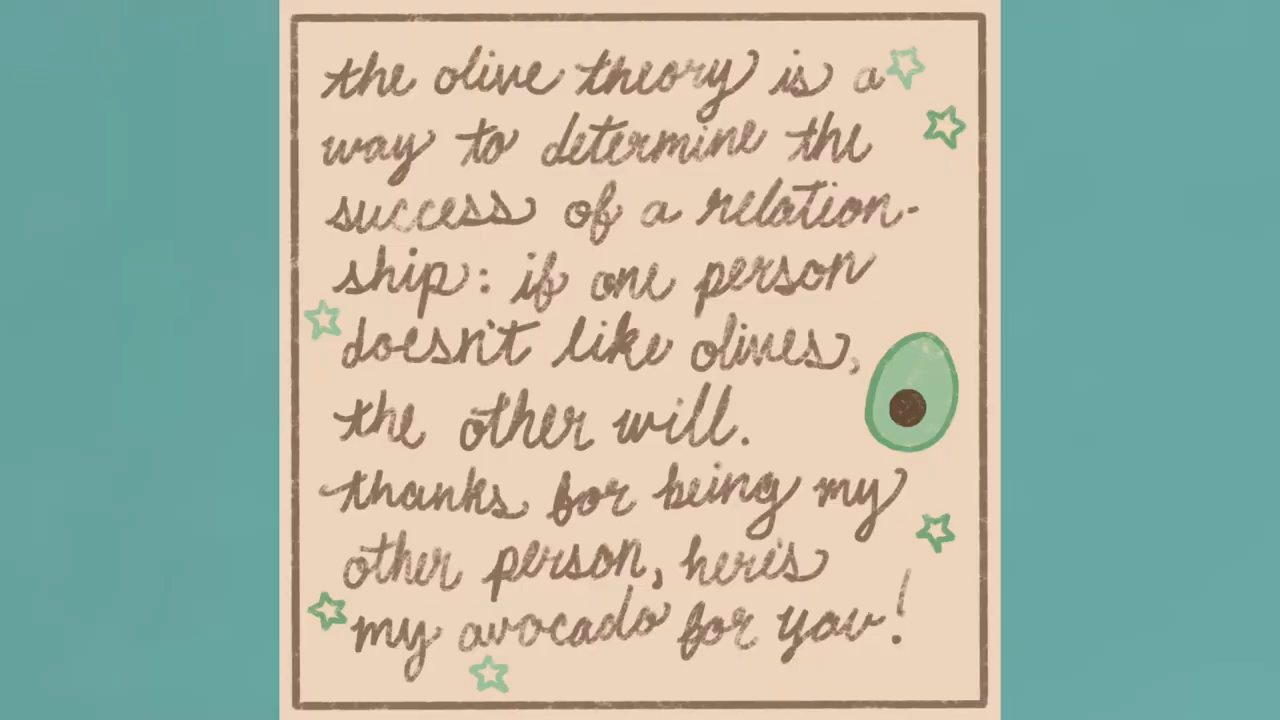 the olive theory is a
way to determine the
success of a relation-
ship: if one person
doesn't like olives,
the other will.
thanks for being my
other person, here's
my avocado for you!